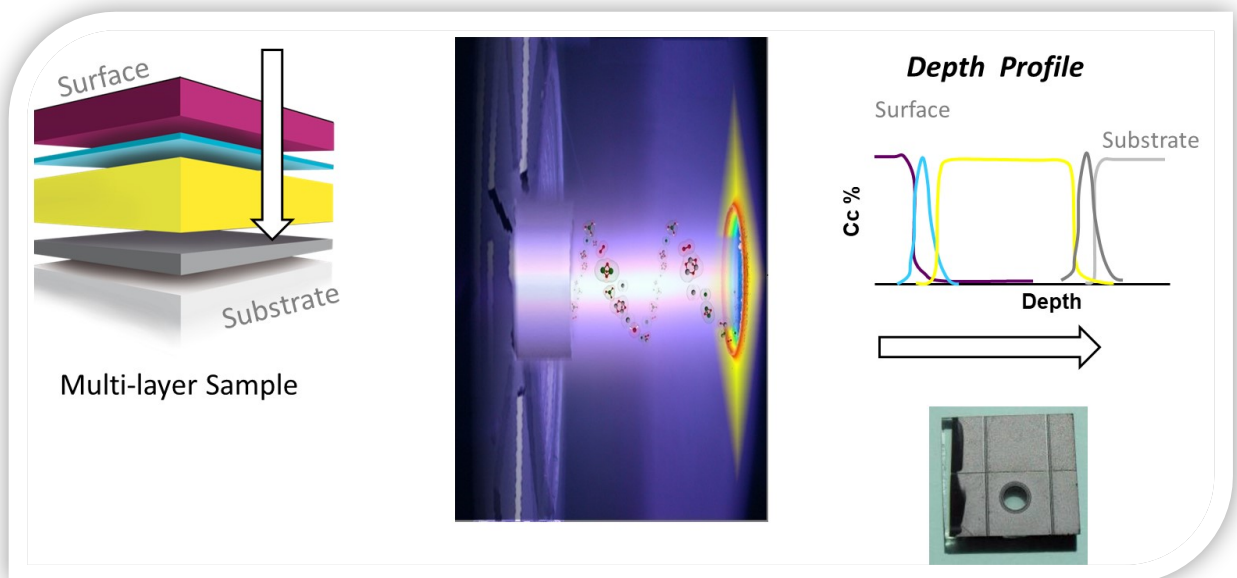 Surface
Substrate
Multi-layer Sample
Depth Profile
Surface
Substrate
Cc %
Depth